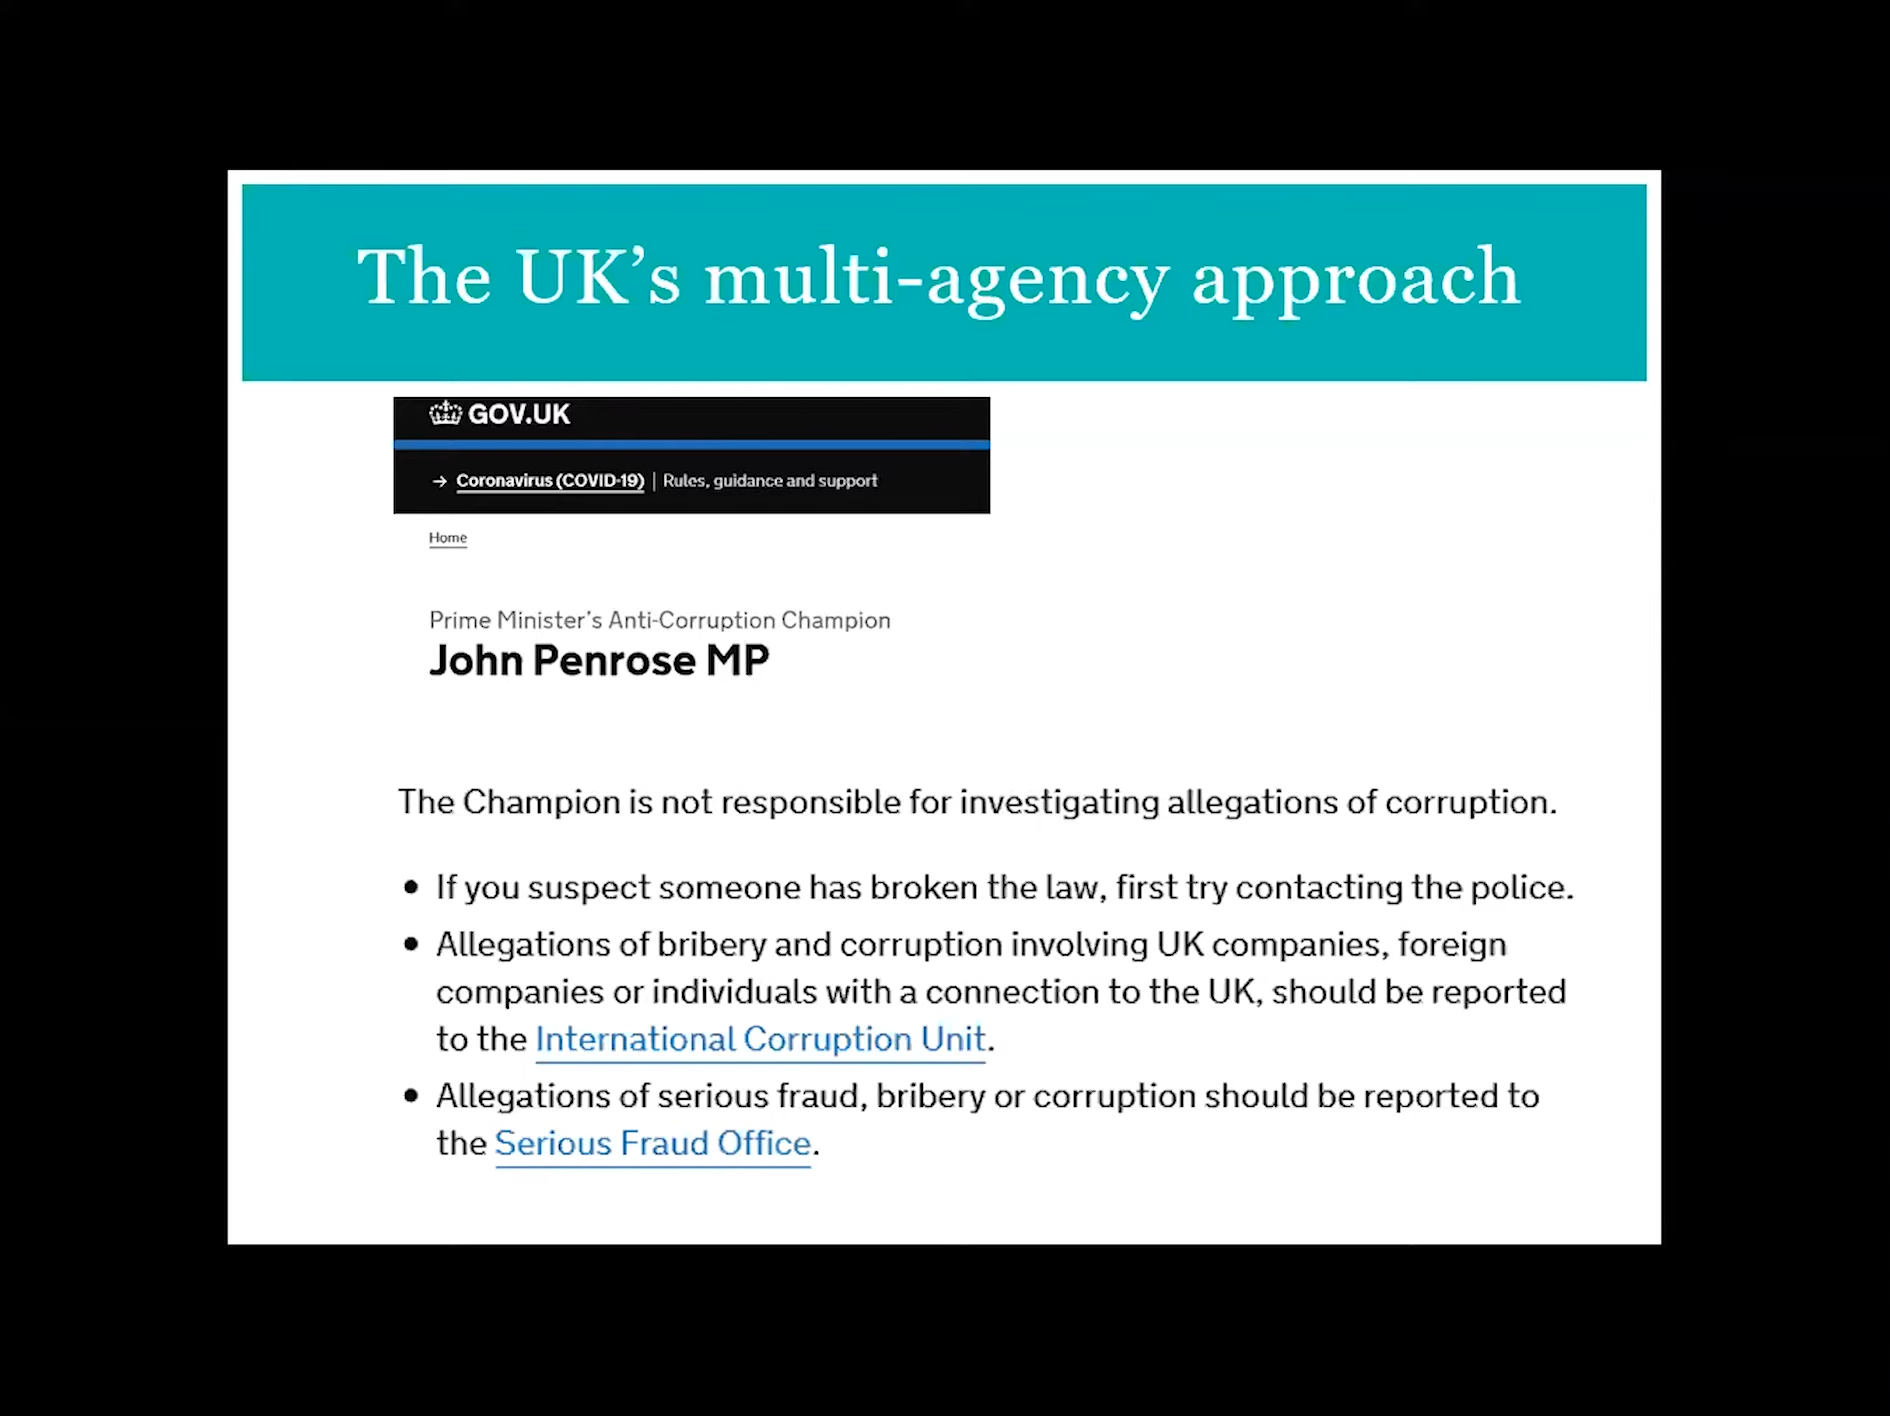 The UK’s multi-agency approach
GOV.UK
→ Coronavirus (COVID-19) | Rules, guidance and support
Home
Prime Minister’s Anti-Corruption Champion
John Penrose MP
The Champion is not responsible for investigating allegations of corruption.
• If you suspect someone has broken the law, first try contacting the police.
• Allegations of bribery and corruption involving UK companies, foreign
companies or individuals with a connection to the UK, should be reported
to the International Corruption Unit.
• Allegations of serious fraud, bribery or corruption should be reported to
the Serious Fraud Office.